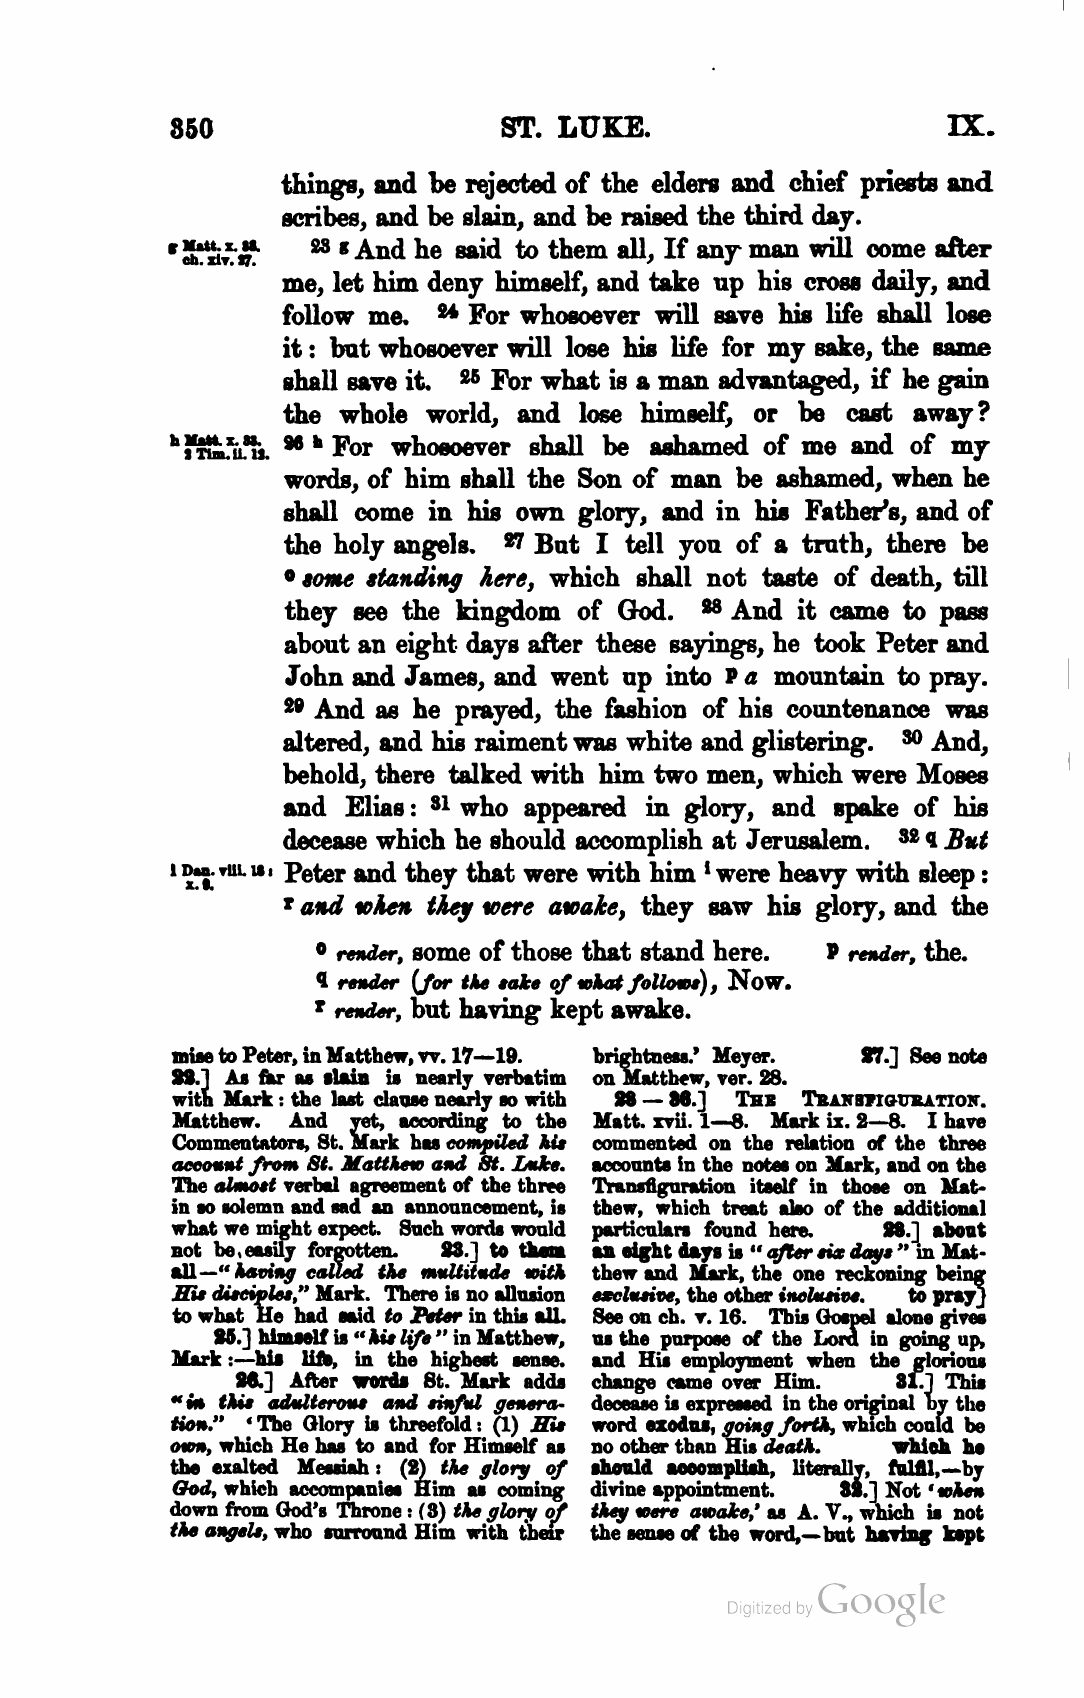 350 ST. LUKE. IX.
things, and be rejected of the elders and chief priests and
scribes, and be slain, and be raised the third day.
g Matt. x. 38. ch. xiv. 27.
23 g And he said to them all, If any man will come after
me, let him deny himself, and take up his cross daily, and
follow me. 24 For whosoever will save his life shall lose
it: but whosoever will lose his life for my sake, the same
shall save it. 25 For what is a man advantaged, if he gain
the whole world, and lose himself, or be cast away?
h Matt. x. 33. 2 Tim. ii. 12.
26 h For whosoever shall be ashamed of me and of my
words, of him shall the Son of man be ashamed, when he
shall come in his own glory, and in his Father's, and of
the holy angels. 27 But I tell you of a truth, there be
o some standing here, which shall not taste of death, till
they see the kingdom of God. 28 And it came to pass
about an eight days after these sayings, he took Peter and
John and James, and went up into p a mountain to pray.
29 And as he prayed, the fashion of his countenance was
altered, and his raiment was white and glistering. 30 And,
behold, there talked with him two men, which were Moses
and Elias: 31 who appeared in glory, and spake of his
decease which he should accomplish at Jerusalem. 32 q But
i Dan. viii. 18: x. 9.
Peter and they that were with him i were heavy with sleep:
r and when they were awake, they saw his glory, and the
o render, some of those that stand here. p render, the.
q render (for the sake of what follows), Now.
r render, but having kept awake.
mise to Peter, in Matthew, vv. 17—19.
22.] As far as slain is nearly verbatim
with Mark: the last clause nearly so with
Matthew. And yet, according to the
Commentators, St. Mark has compiled his
account from St. Matthew and St. Luke.
The almost verbal agreement of the three
in so solemn and sad an announcement, is
what we might expect. Such words would
not be easily forgotten. 23.] to them
all—"having called the multitude with
His disciples," Mark. There is no allusion
to what He had said to Peter in this all.
25.] himself is "his life" in Matthew,
Mark:—his life, in the highest sense.
26.] After words St. Mark adds
"in this adulterous and sinful genera-
tion." 'The Glory is threefold: (1) His
own, which He has to and for Himself as
the exalted Messiah: (2) the glory of
God, which accompanies Him as coming
down from God's Throne: (3) the glory of
the angels, who surround Him with their
brightness.' Meyer. 27.] See note
on Matthew, ver. 28.
28—36.] THE TRANSFIGURATION.
Matt. xvii. 1—8. Mark ix. 2—8. I have
commented on the relation of the three
accounts in the notes on Mark, and on the
Transfiguration itself in those on Mat-
thew, which treat also of the additional
particulars found here. 28.] about
an eight days is "after six days" in Mat-
thew and Mark, the one reckoning being
exclusive, the other inclusive. to pray]
See on ch. v. 16. This Gospel alone gives
us the purpose of the Lord in going up,
and His employment when the glorious
change came over Him. 31.] This
decease is expressed in the original by the
word exodus, going forth, which could be
no other than His death. which he
should accomplish, literally, fulfil,—by
divine appointment. 32.] Not 'when
they were awake,' as A. V., which is not
the sense of the word,—but having kept
Digitized by Google